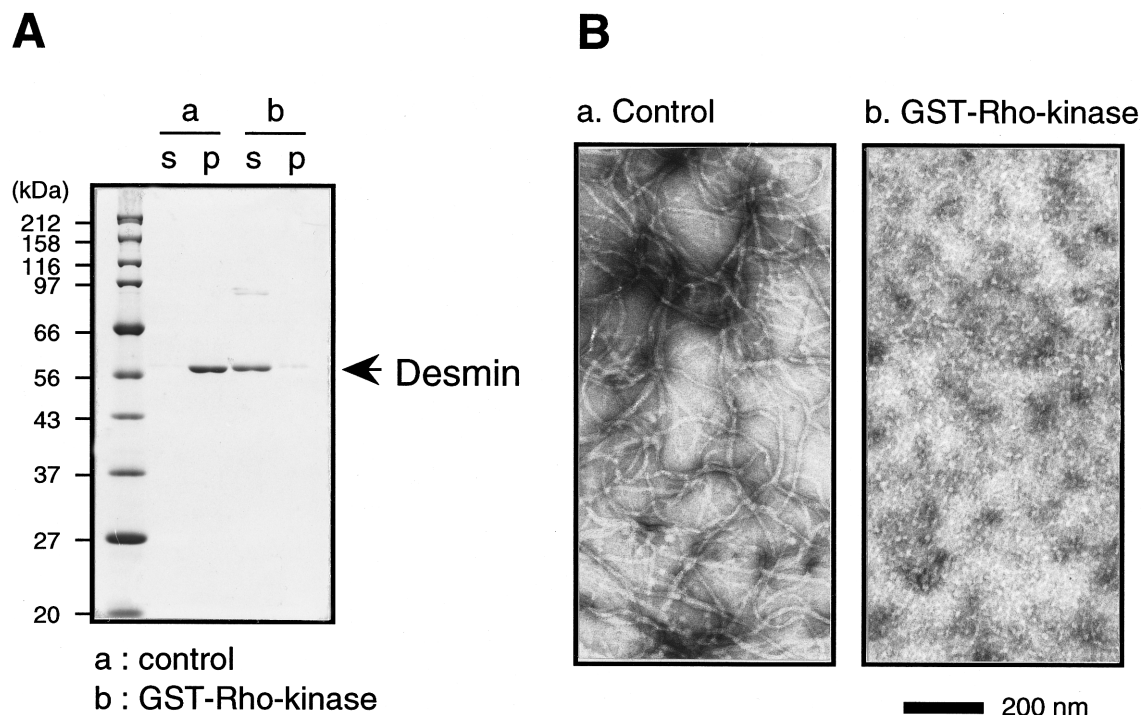 A
a b
s p s p
(kDa)
212
158
116
97
66
56
43
37
27
20
Desmin
a : control
b : GST-Rho-kinase
B
a. Control
b. GST-Rho-kinase
200 nm